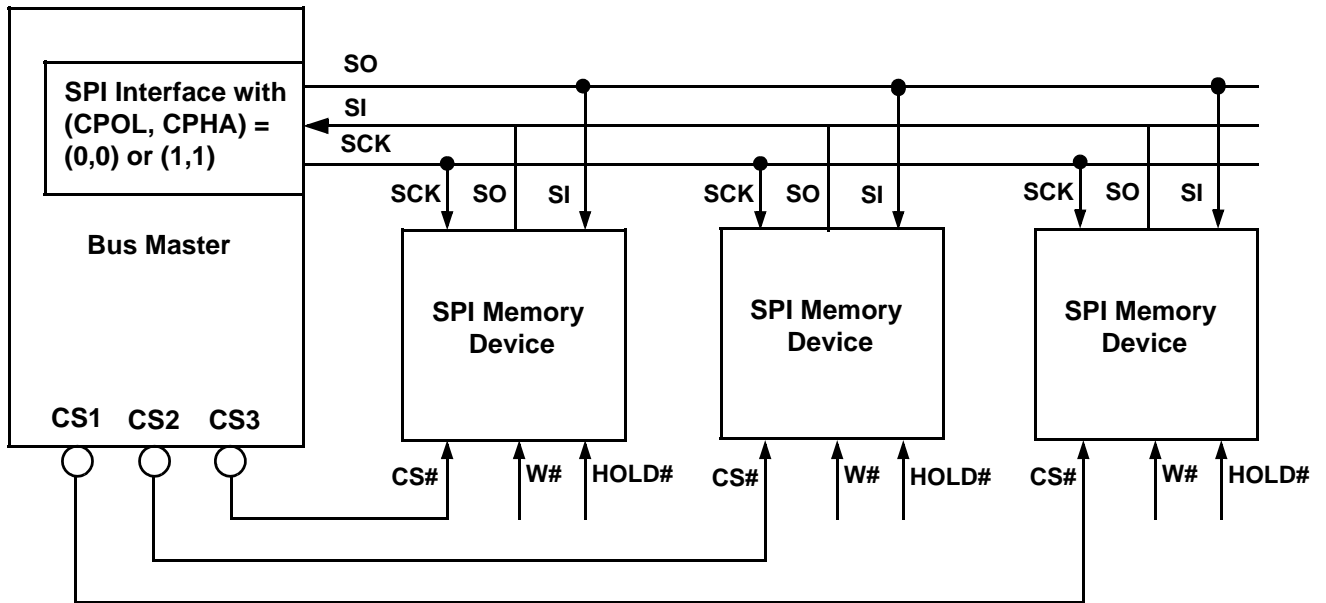 SO
SPI Interface with
(CPOL, CPHA) =
(0,0) or (1,1)
SI
SCK
SCK SO SI
SCK SO SI
SCK SO SI
Bus Master
SPI Memory
Device
SPI Memory
Device
SPI Memory
Device
CS1 CS2 CS3
CS# W# HOLD#
CS# W# HOLD#
CS# W# HOLD#